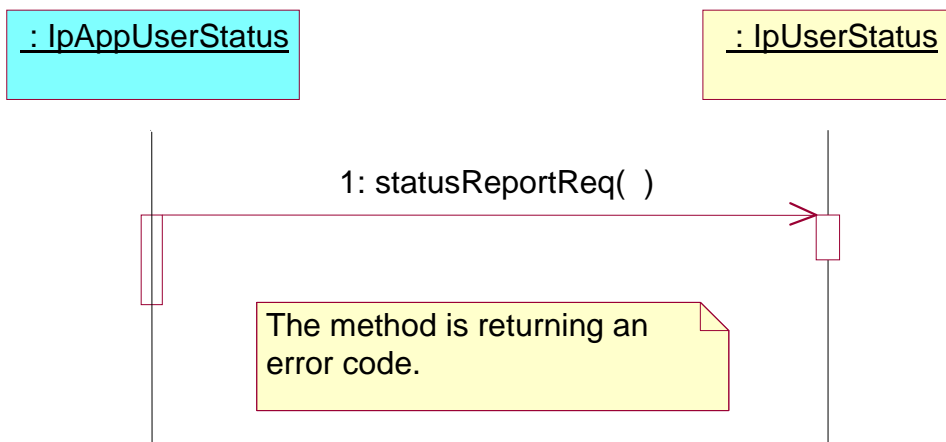 : IpAppUserStatus
: IpUserStatus
1: statusReportReq(  )
The method is returning an
error code.